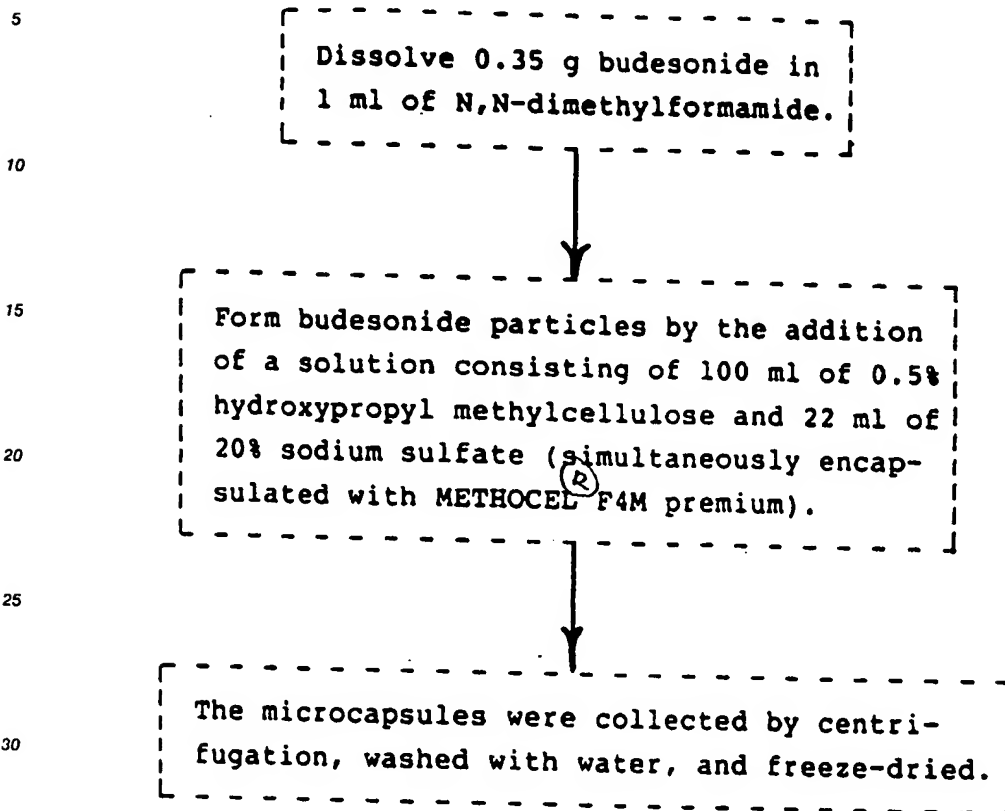 5
Dissolve 0.35 g budesonide in
1 ml of N,N-dimethylformamide.
10
15
Form budesonide particles by the addition
of a solution consisting of 100 ml of 0.5%
hydroxypropyl methylcellulose and 22 ml of
20% sodium sulfate (simultaneously encap-
20
sulated with METHOCEL® F4M premium).
25
The microcapsules were collected by centri-
fugation, washed with water, and freeze-dried.
30